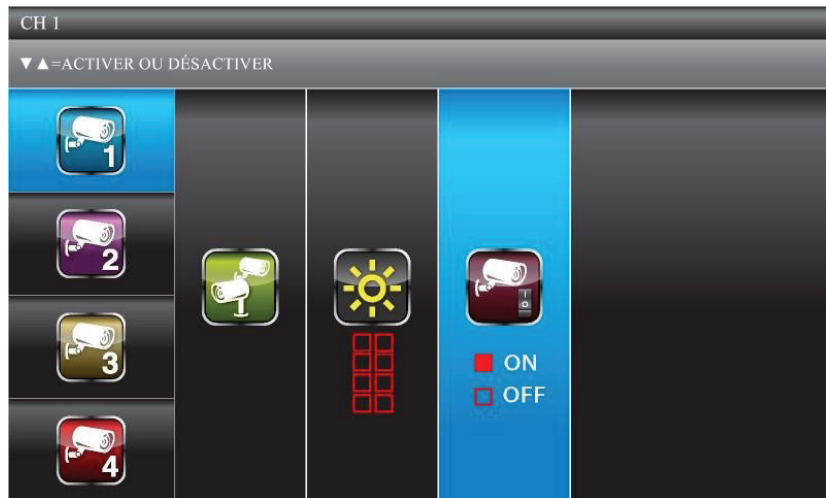 CH 1
▼▲=ACTIVER OU DÉSACTIVER
1
2
3
4
ON
OFF